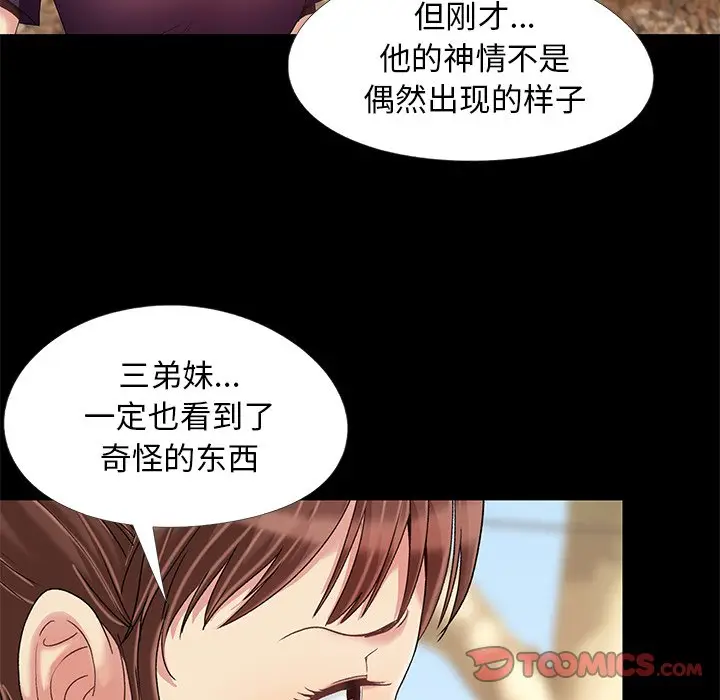 但刚才...
他的神情不是
偶然出现的样子
三弟妹...
一定也看到了
奇怪的东西
TOOMICS.COM